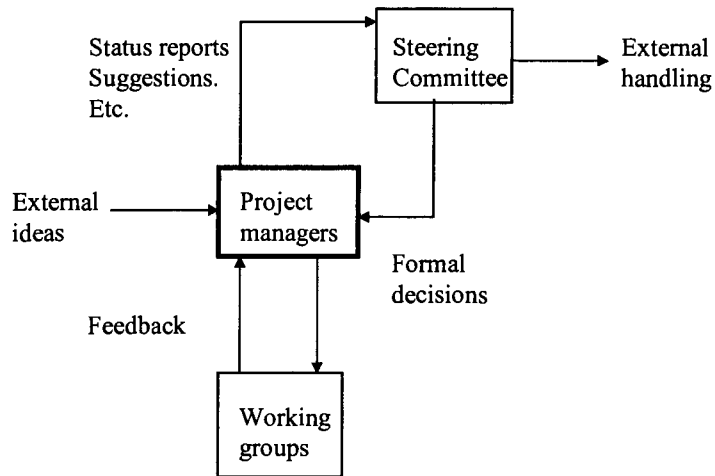 Status reports
Suggestions.
Etc.
Steering
Committee
External
handling
External
ideas
Project
managers
Formal
decisions
Feedback
Working
groups